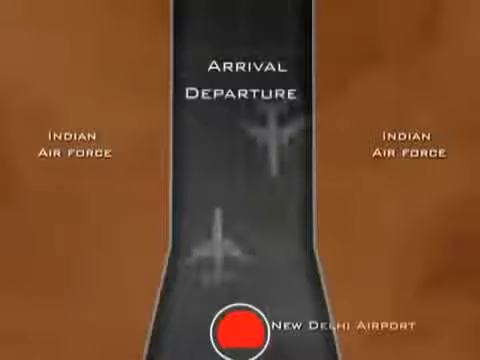 Arrival
Departure
Indian
Air force
Indian
Air force
New Delhi Airport